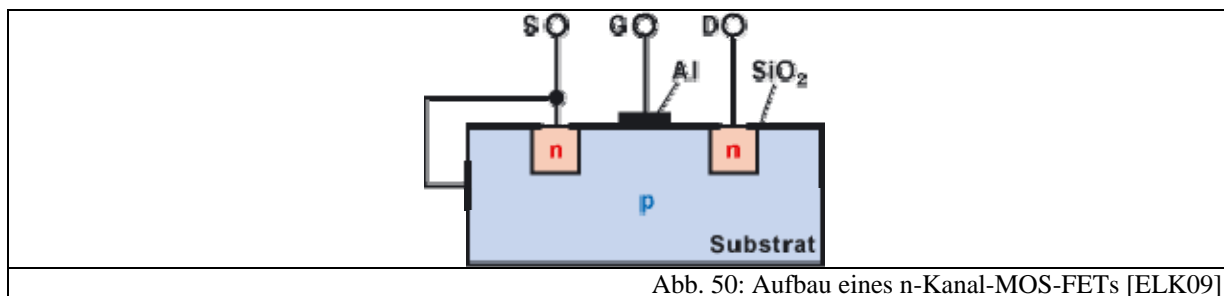 S G D
Al SiO₂
n n
p
Substrat
Abb. 50: Aufbau eines n-Kanal-MOS-FETs [ELK09]